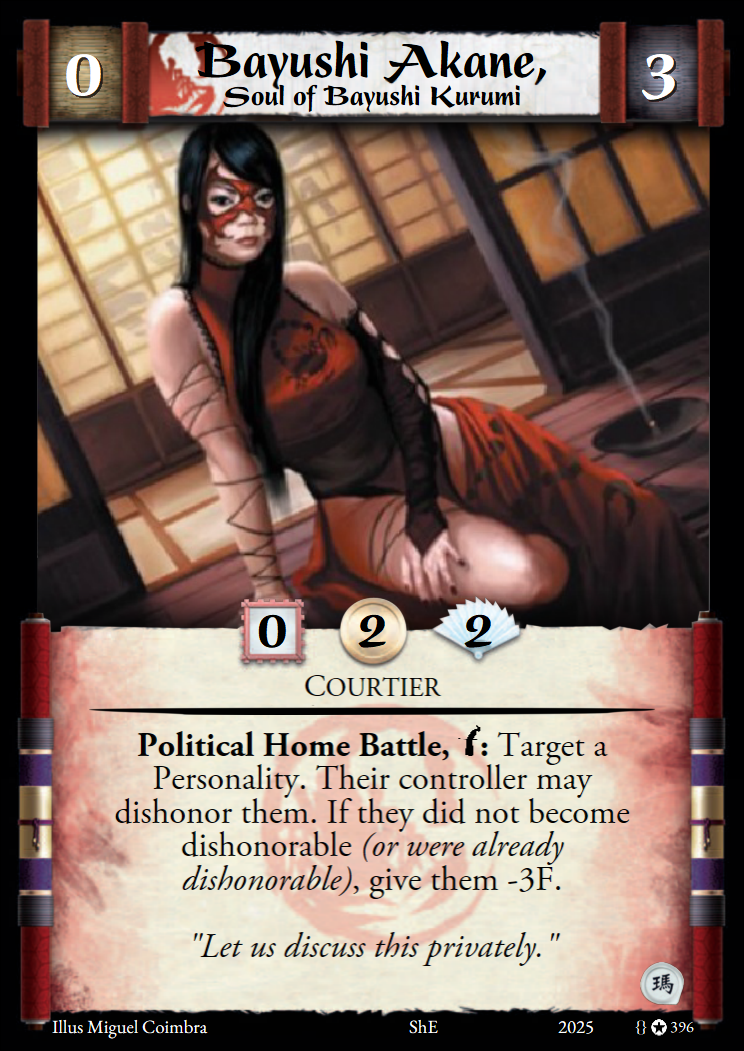 0
Bayushi Akane,
3
Soul of Bayushi Kurumi
0
2
2
Courtier
Political Home Battle, : Target a
Personality. Their controller may
dishonor them. If they did not become
dishonorable (or were already
dishonorable), give them -3F.
"Let us discuss this privately."
瑪
Illus Miguel Coimbra
ShE
2025
{} 396